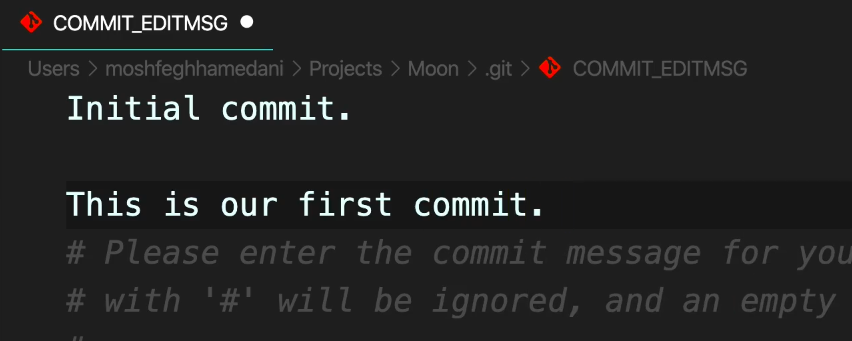 COMMIT_EDITMSG
Users > moshfeghhamedani > Projects > Moon > .git > COMMIT_EDITMSG
Initial commit.
This is our first commit.
# Please enter the commit message for you
# with '#' will be ignored, and an empty
#